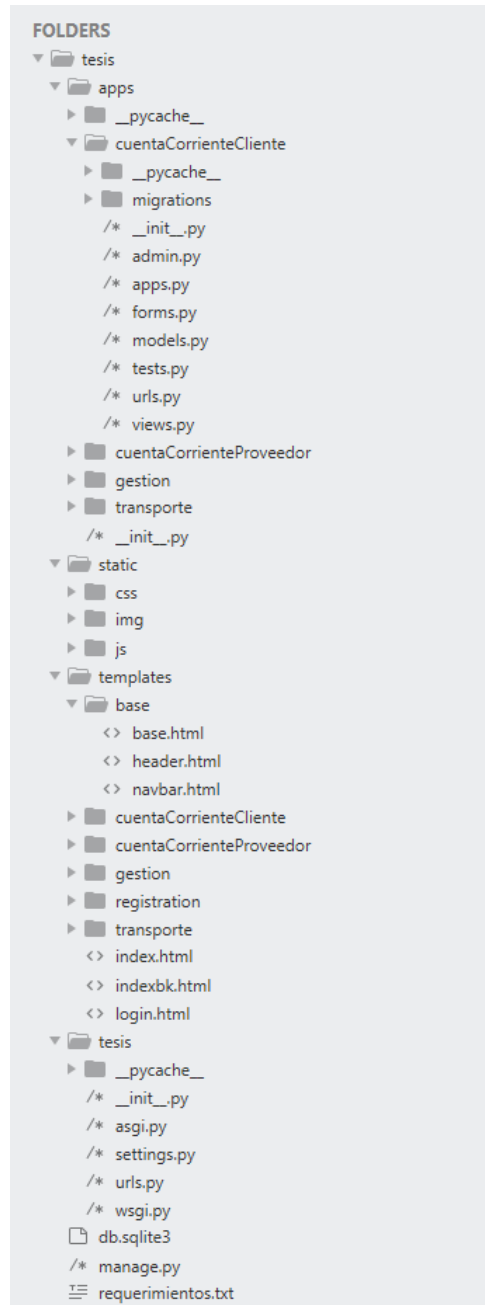 FOLDERS
tesis
apps
__pycache__
cuentaCorrienteCliente
__pycache__
migrations
/* __init__.py
/* admin.py
/* apps.py
/* forms.py
/* models.py
/* tests.py
/* urls.py
/* views.py
cuentaCorrienteProveedor
gestion
transporte
/* __init__.py
static
css
img
js
templates
base
<> base.html
<> header.html
<> navbar.html
cuentaCorrienteCliente
cuentaCorrienteProveedor
gestion
registration
transporte
<> index.html
<> indexbk.html
<> login.html
tesis
__pycache__
/* __init__.py
/* asgi.py
/* settings.py
/* urls.py
/* wsgi.py
db.sqlite3
/* manage.py
requerimientos.txt